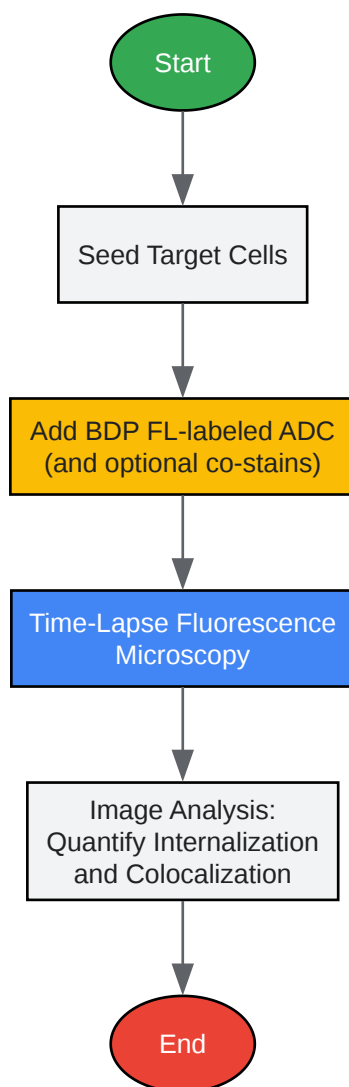 Start
Seed Target Cells
Add BDP FL-labeled ADC
(and optional co-stains)
Time-Lapse Fluorescence
Microscopy
Image Analysis:
Quantify Internalization
and Colocalization
End